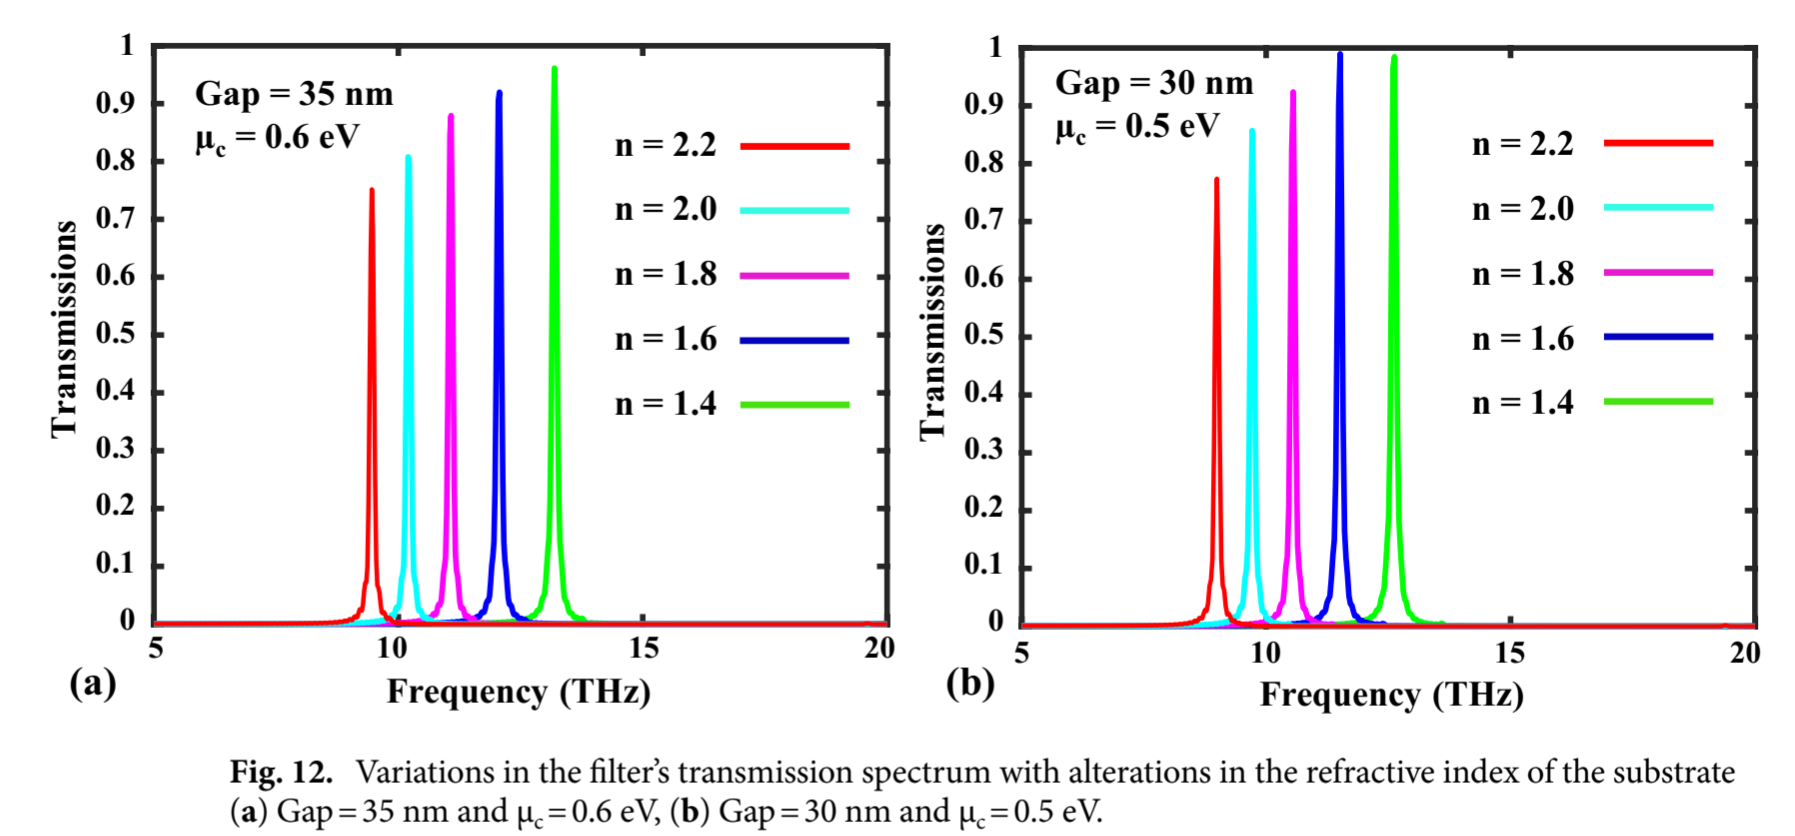 1
0.9
0.8
0.7
0.6
0.5
0.4
0.3
0.2
0.1
0
Transmissions
Gap = 35 nm
μc = 0.6 eV
n = 2.2
n = 2.0
n = 1.8
n = 1.6
n = 1.4
5 10 15 20
(a) Frequency (THz)
1
0.9
0.8
0.7
0.6
0.5
0.4
0.3
0.2
0.1
0
Transmissions
Gap = 30 nm
μc = 0.5 eV
n = 2.2
n = 2.0
n = 1.8
n = 1.6
n = 1.4
5 10 15 20
(b) Frequency (THz)
Fig. 12. Variations in the filter's transmission spectrum with alterations in the refractive index of the substrate
(a) Gap = 35 nm and μc = 0.6 eV, (b) Gap = 30 nm and μc = 0.5 eV.